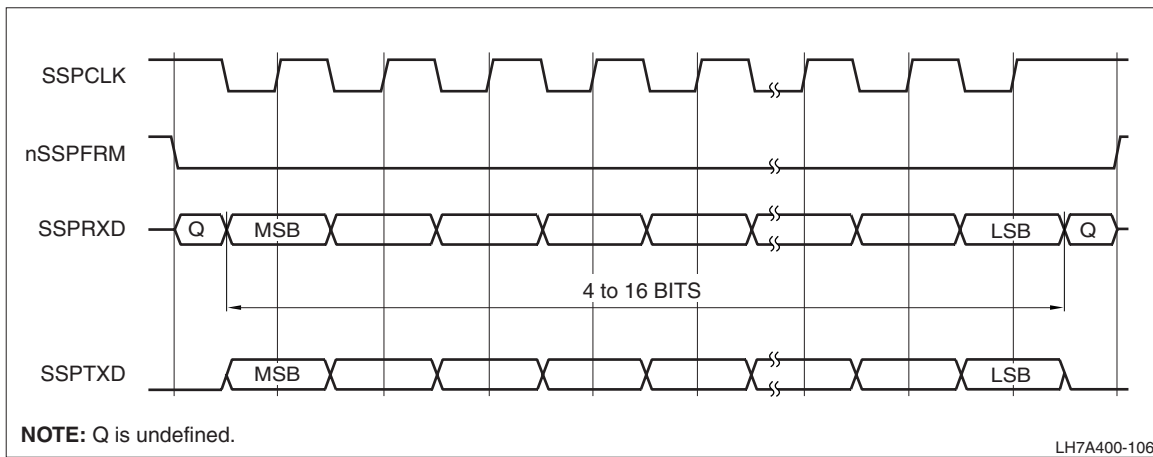 SSPCLK
nSSPFRM
SSPRXD
Q
MSB
LSB
Q
4 to 16 BITS
SSPTXD
MSB
LSB
NOTE: Q is undefined.
LH7A400-106